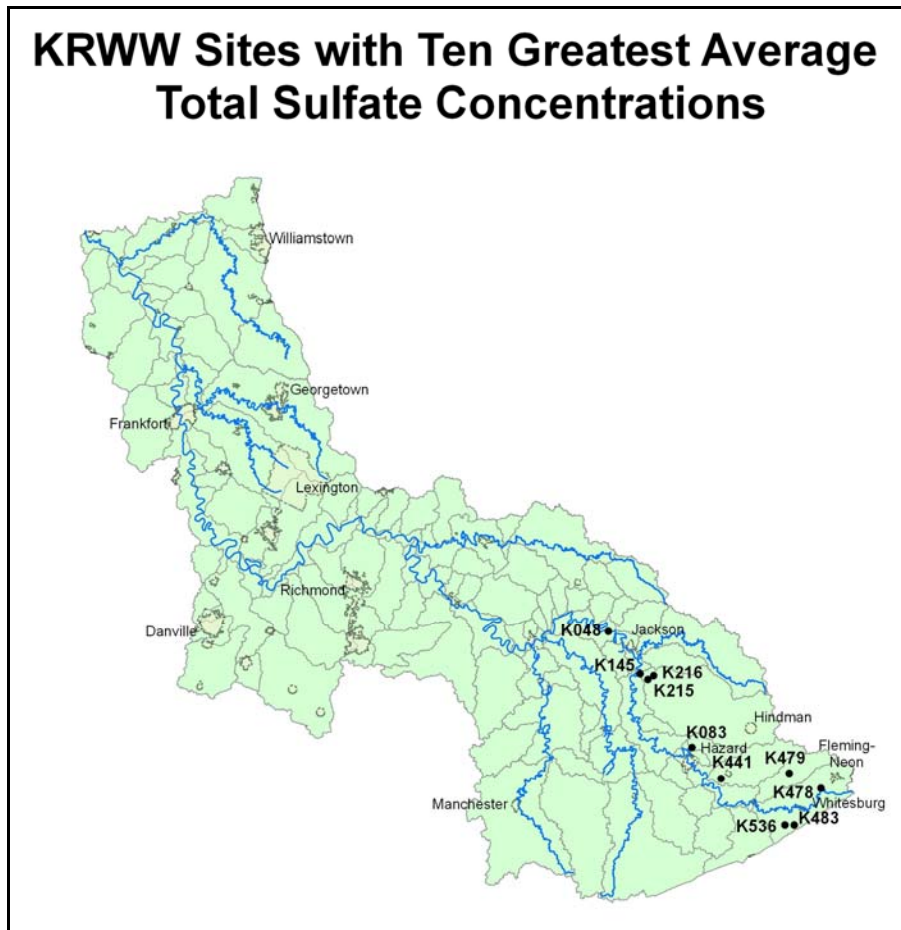 KRWW Sites with Ten Greatest Average
Total Sulfate Concentrations
Williamstown
Georgetown
Frankfort
Lexington
Richmond
Danville
K048
Jackson
K145
K216
K215
Hindman
K083
Hazard
Fleming-
Neon
K479
K441
K478
Manchester
Whitesburg
K536
K483